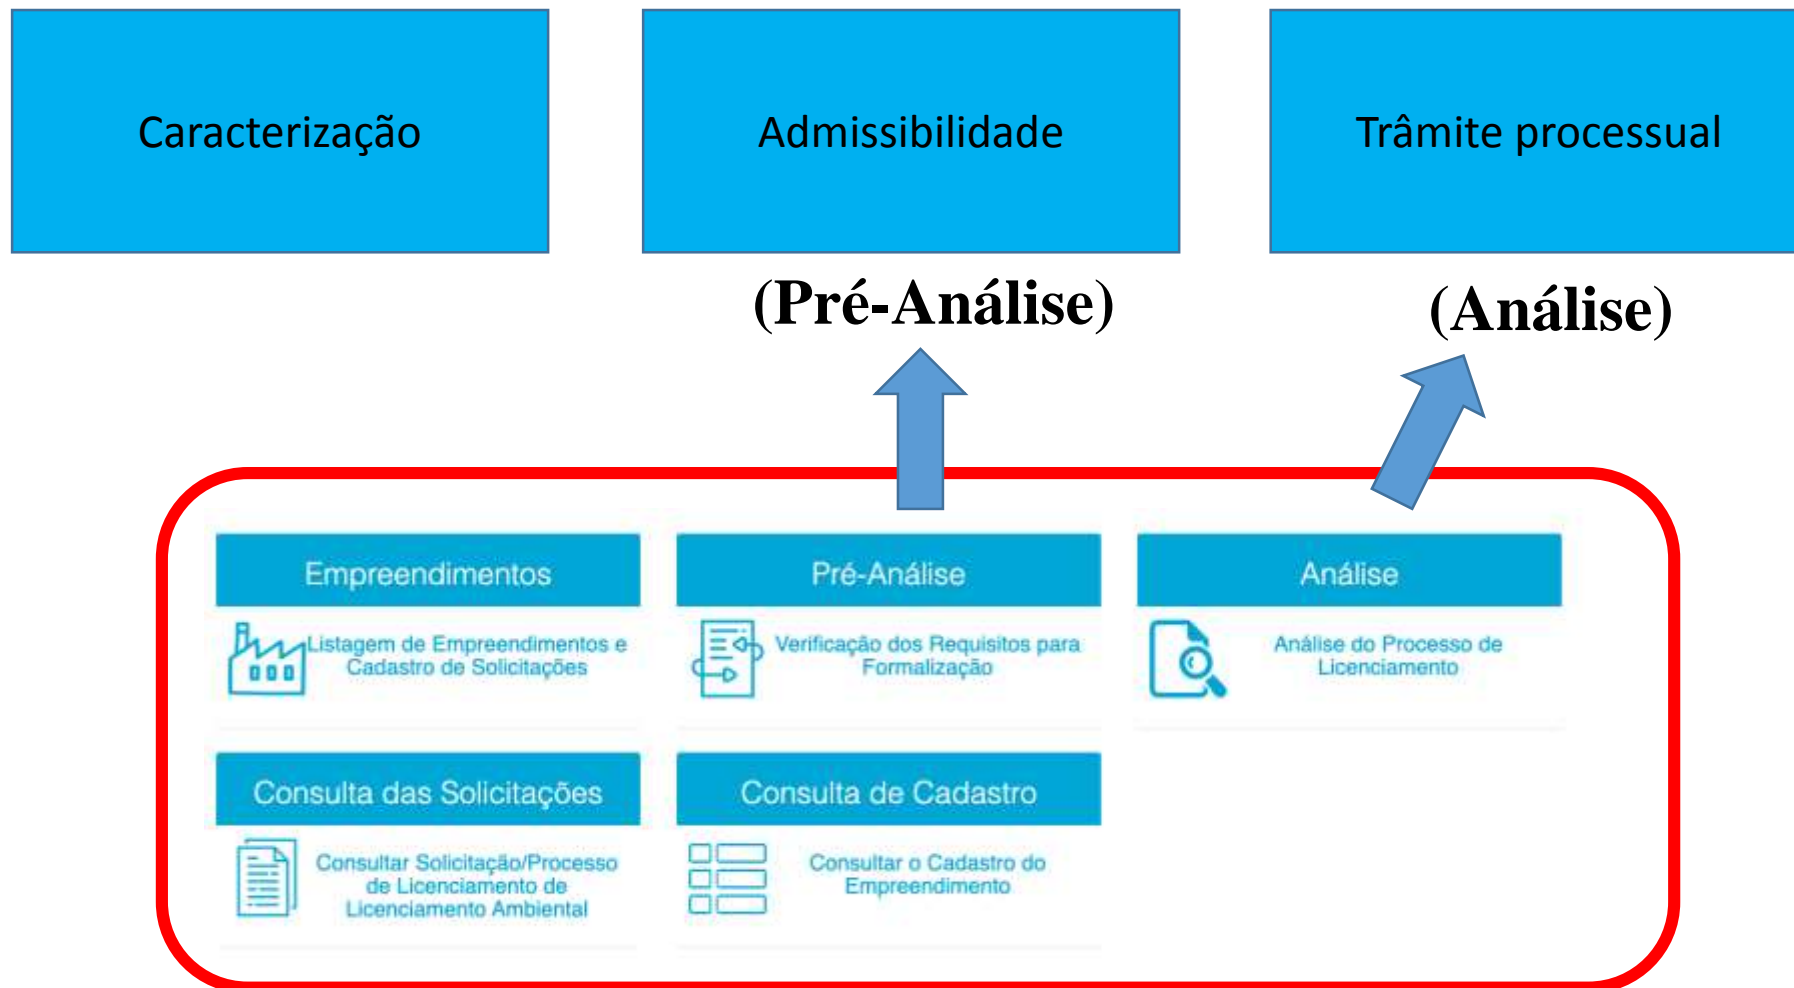 Caracterização
Admissibilidade
Trâmite processual
(Pré-Análise)
(Análise)
Empreendimentos
Listagem de Empreendimentos e
Cadastro de Solicitações
Pré-Análise
Verificação dos Requisitos para
Formalização
Análise
Análise do Processo de
Licenciamento
Consulta das Solicitações
Consultar Solicitação/Processo
de Licenciamento de
Licenciamento Ambiental
Consulta de Cadastro
Consultar o Cadastro do
Empreendimento